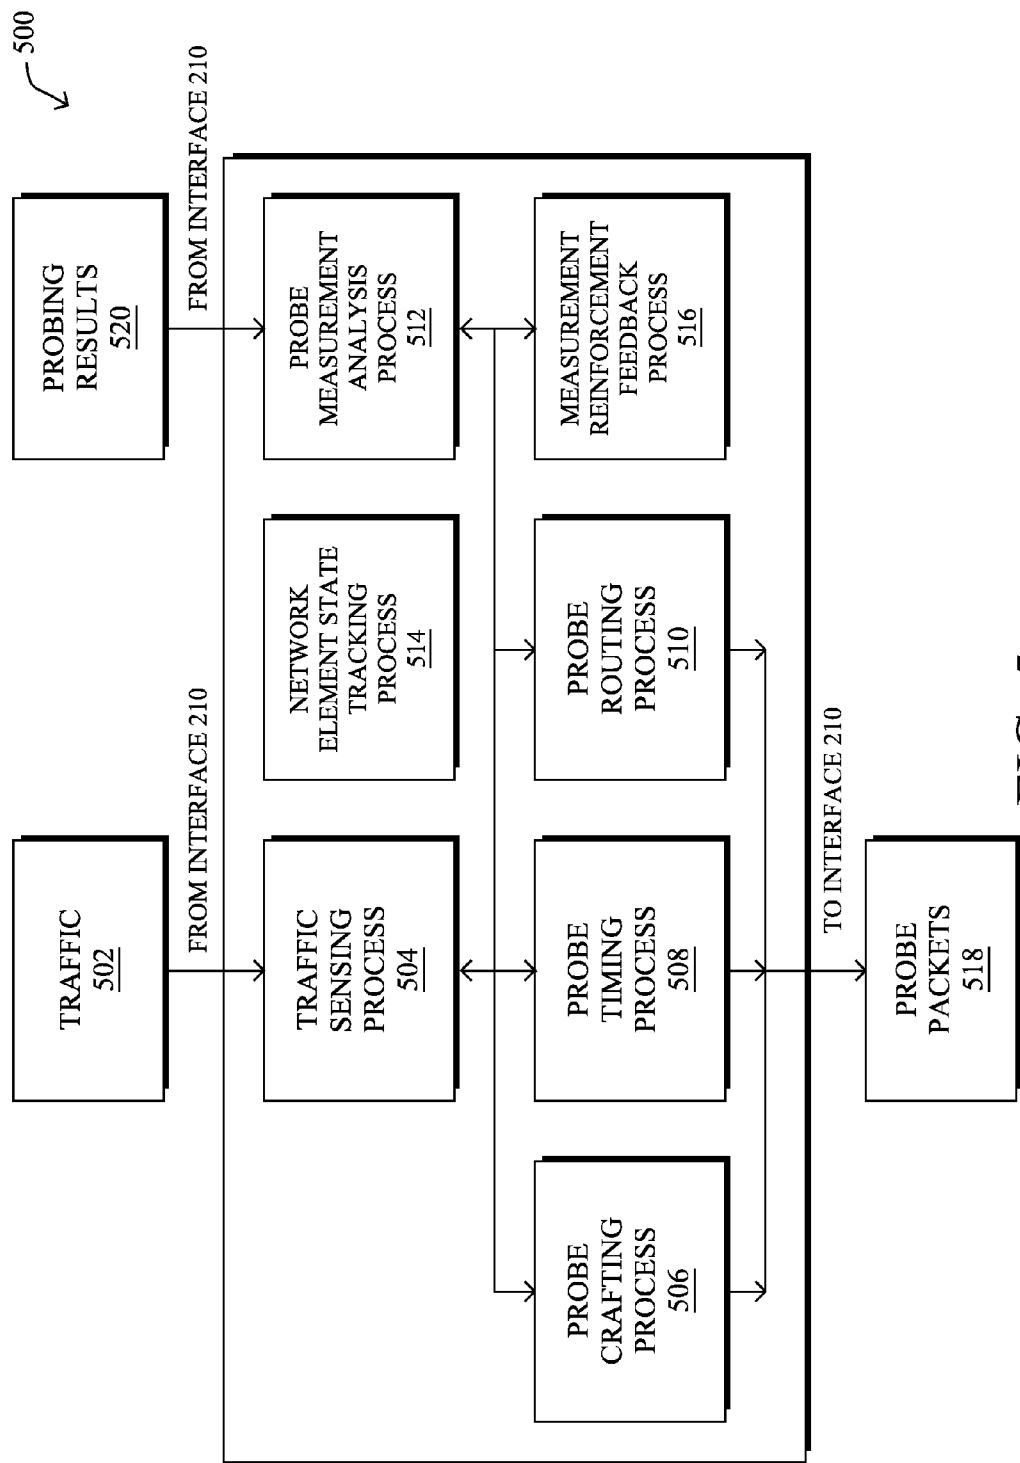 500
TRAFFIC
502
PROBING
RESULTS
520
FROM INTERFACE 210
FROM INTERFACE 210
TRAFFIC
SENSING
PROCESS
504
NETWORK
ELEMENT STATE
TRACKING
PROCESS
514
PROBE
MEASUREMENT
ANALYSIS
PROCESS
512
PROBE
CRAFTING
PROCESS
506
PROBE
TIMING
PROCESS
508
PROBE
ROUTING
PROCESS
510
MEASUREMENT
REINFORCEMENT
FEEDBACK
PROCESS
516
TO INTERFACE 210
PROBE
PACKETS
518